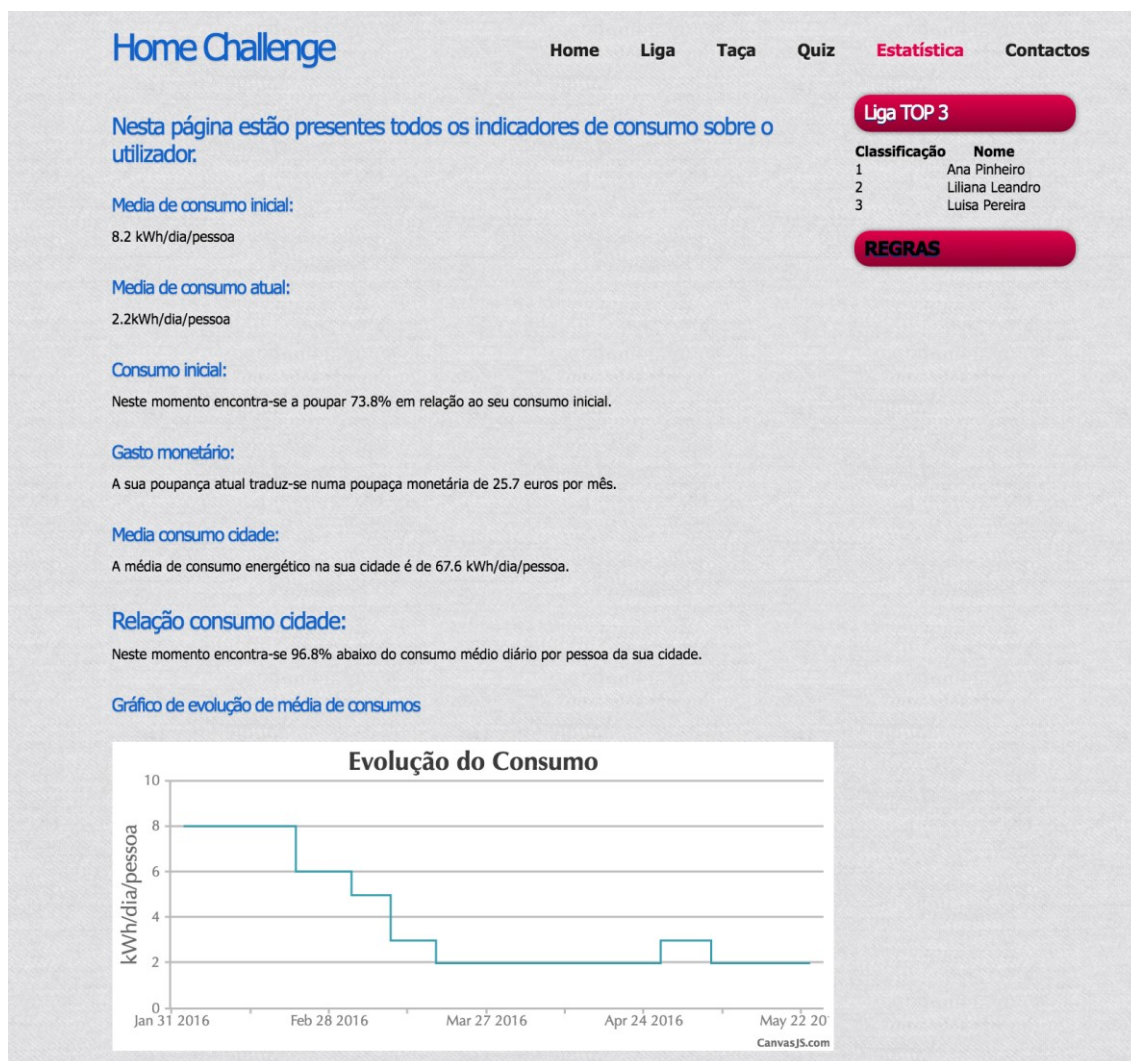 Home Challenge
Home Liga Taça Quiz Estatística Contactos
Nesta página estão presentes todos os indicadores de consumo sobre o
utilizador.
Media de consumo inicial:
8.2 kWh/dia/pessoa
Media de consumo atual:
2.2kWh/dia/pessoa
Consumo inicial:
Neste momento encontra-se a poupar 73.8% em relação ao seu consumo inicial.
Gasto monetário:
A sua poupança atual traduz-se numa poupaça monetária de 25.7 euros por mês.
Media consumo cidade:
A média de consumo energético na sua cidade é de 67.6 kWh/dia/pessoa.
Relação consumo cidade:
Neste momento encontra-se 96.8% abaixo do consumo médio diário por pessoa da sua cidade.
Gráfico de evolução de média de consumos
Liga TOP 3
Classificação Nome
1 Ana Pinheiro
2 Liliana Leandro
3 Luisa Pereira
REGRAS
Evolução do Consumo
kWh/dia/pessoa
10
8
6
4
2
0
Jan 31 2016 Feb 28 2016 Mar 27 2016 Apr 24 2016 May 22 20
CanvasJS.com